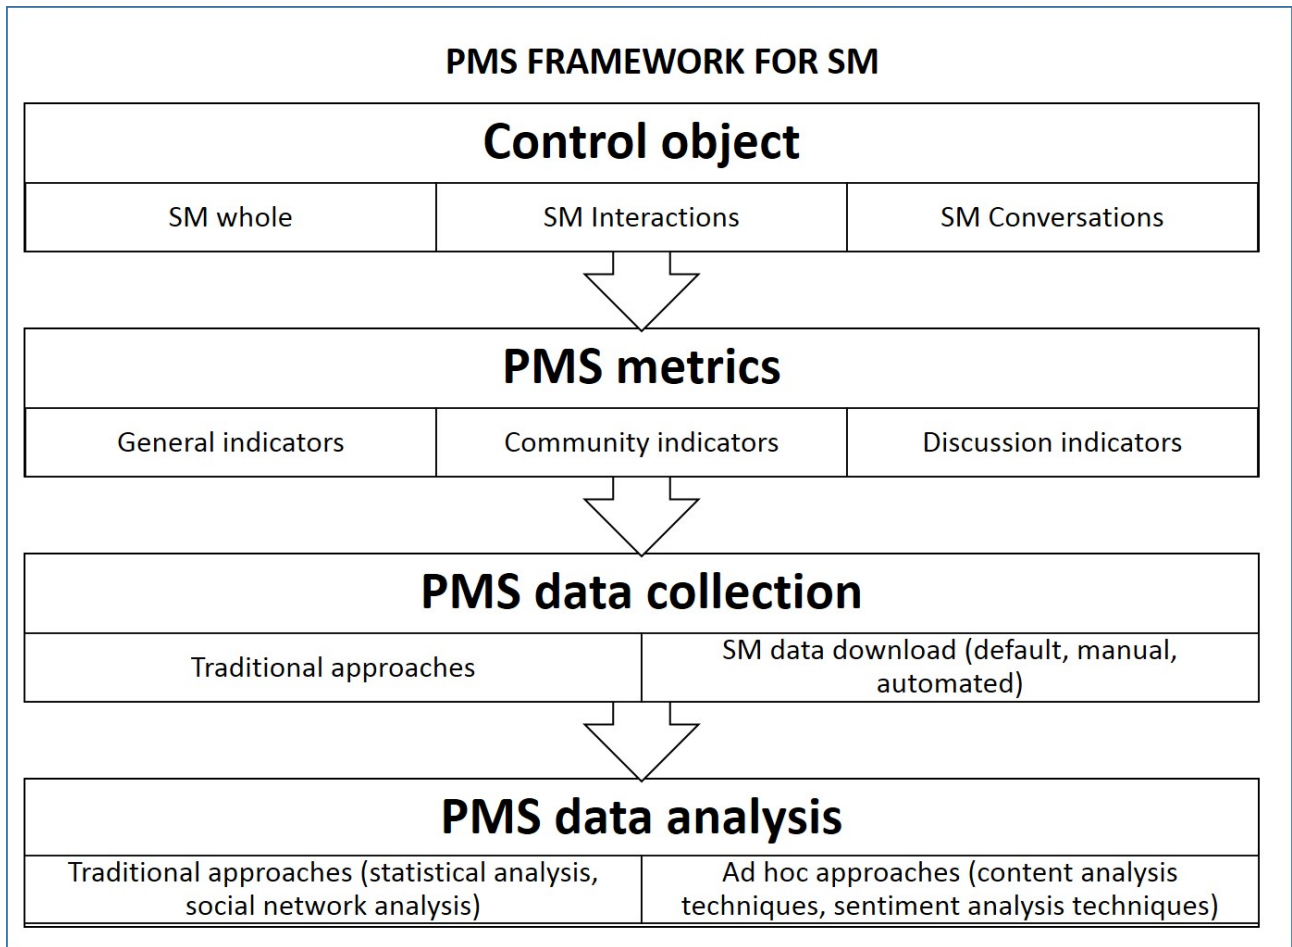 PMS FRAMEWORK FOR SM
Control object
SM whole
SM Interactions
SM Conversations
PMS metrics
General indicators
Community indicators
Discussion indicators
PMS data collection
Traditional approaches
SM data download (default, manual,
automated)
PMS data analysis
Traditional approaches (statistical analysis,
social network analysis)
Ad hoc approaches (content analysis
techniques, sentiment analysis techniques)